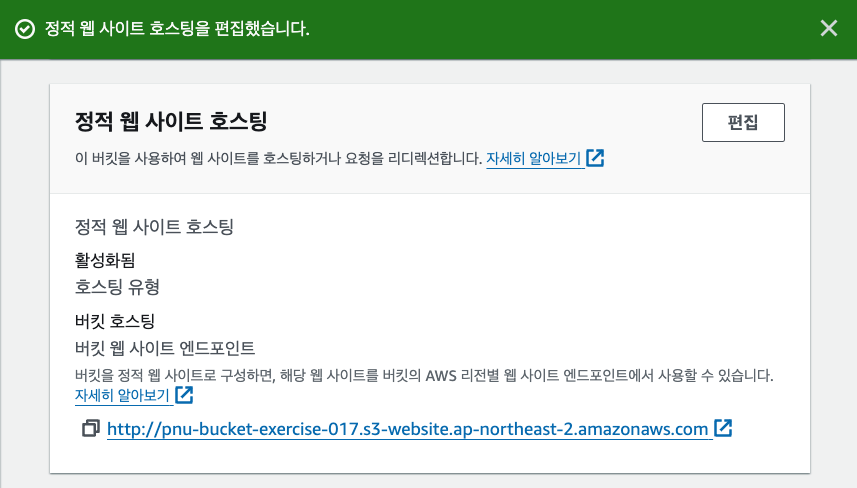 정적 웹 사이트 호스팅을 편집했습니다.
정적 웹 사이트 호스팅
편집
이 버킷을 사용하여 웹 사이트를 호스팅하거나 요청을 리디렉션합니다. 자세히 알아보기
정적 웹 사이트 호스팅
활성화됨
호스팅 유형
버킷 호스팅
버킷 웹 사이트 엔드포인트
버킷을 정적 웹 사이트로 구성하면, 해당 웹 사이트를 버킷의 AWS 리전별 웹 사이트 엔드포인트에서 사용할 수 있습니다.
자세히 알아보기
http://pnu-bucket-exercise-017.s3-website.ap-northeast-2.amazonaws.com